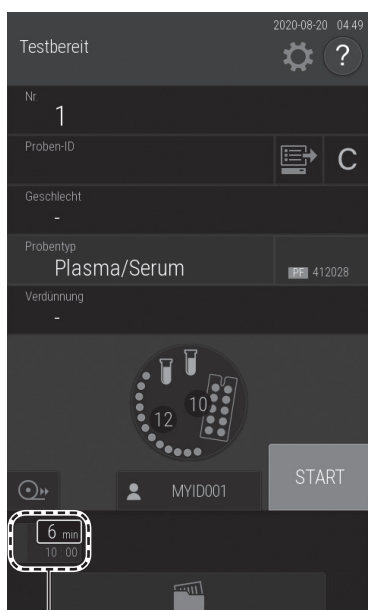 2020-08-20 04:49
Testbereit
?
Nr.
1
Proben-ID
C
Geschlecht
-
Probentyp
Plasma/Serum
PF 412028
Verdünnung
-
10
12
START
MYID001
6 min
10 00